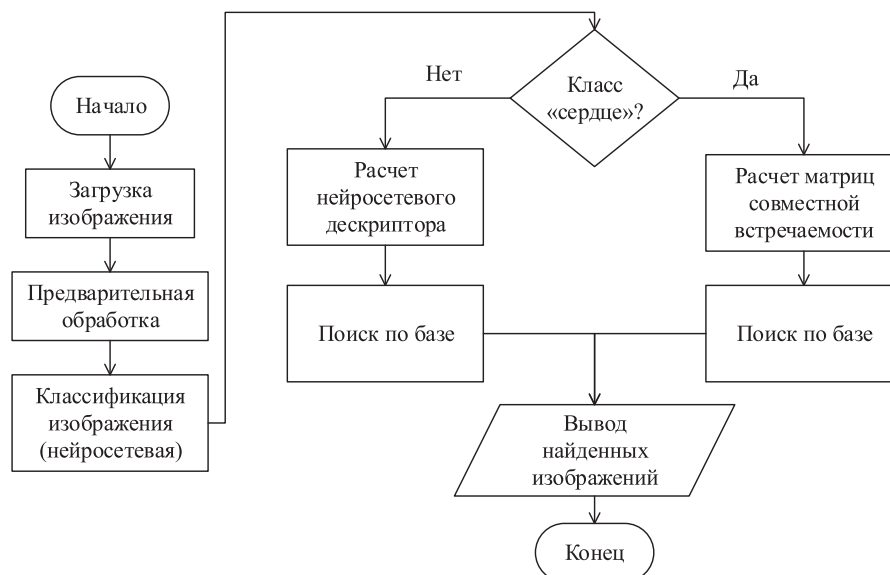 Начало
Загрузка
изображения
Предварительная
обработка
Классификация
изображения
(нейросетевая)
Класс
«сердце»?
Нет
Да
Расчет
нейросетевого
дескриптора
Расчет матриц
совместной
встречаемости
Поиск по базе
Поиск по базе
Вывод
найденных
изображений
Конец